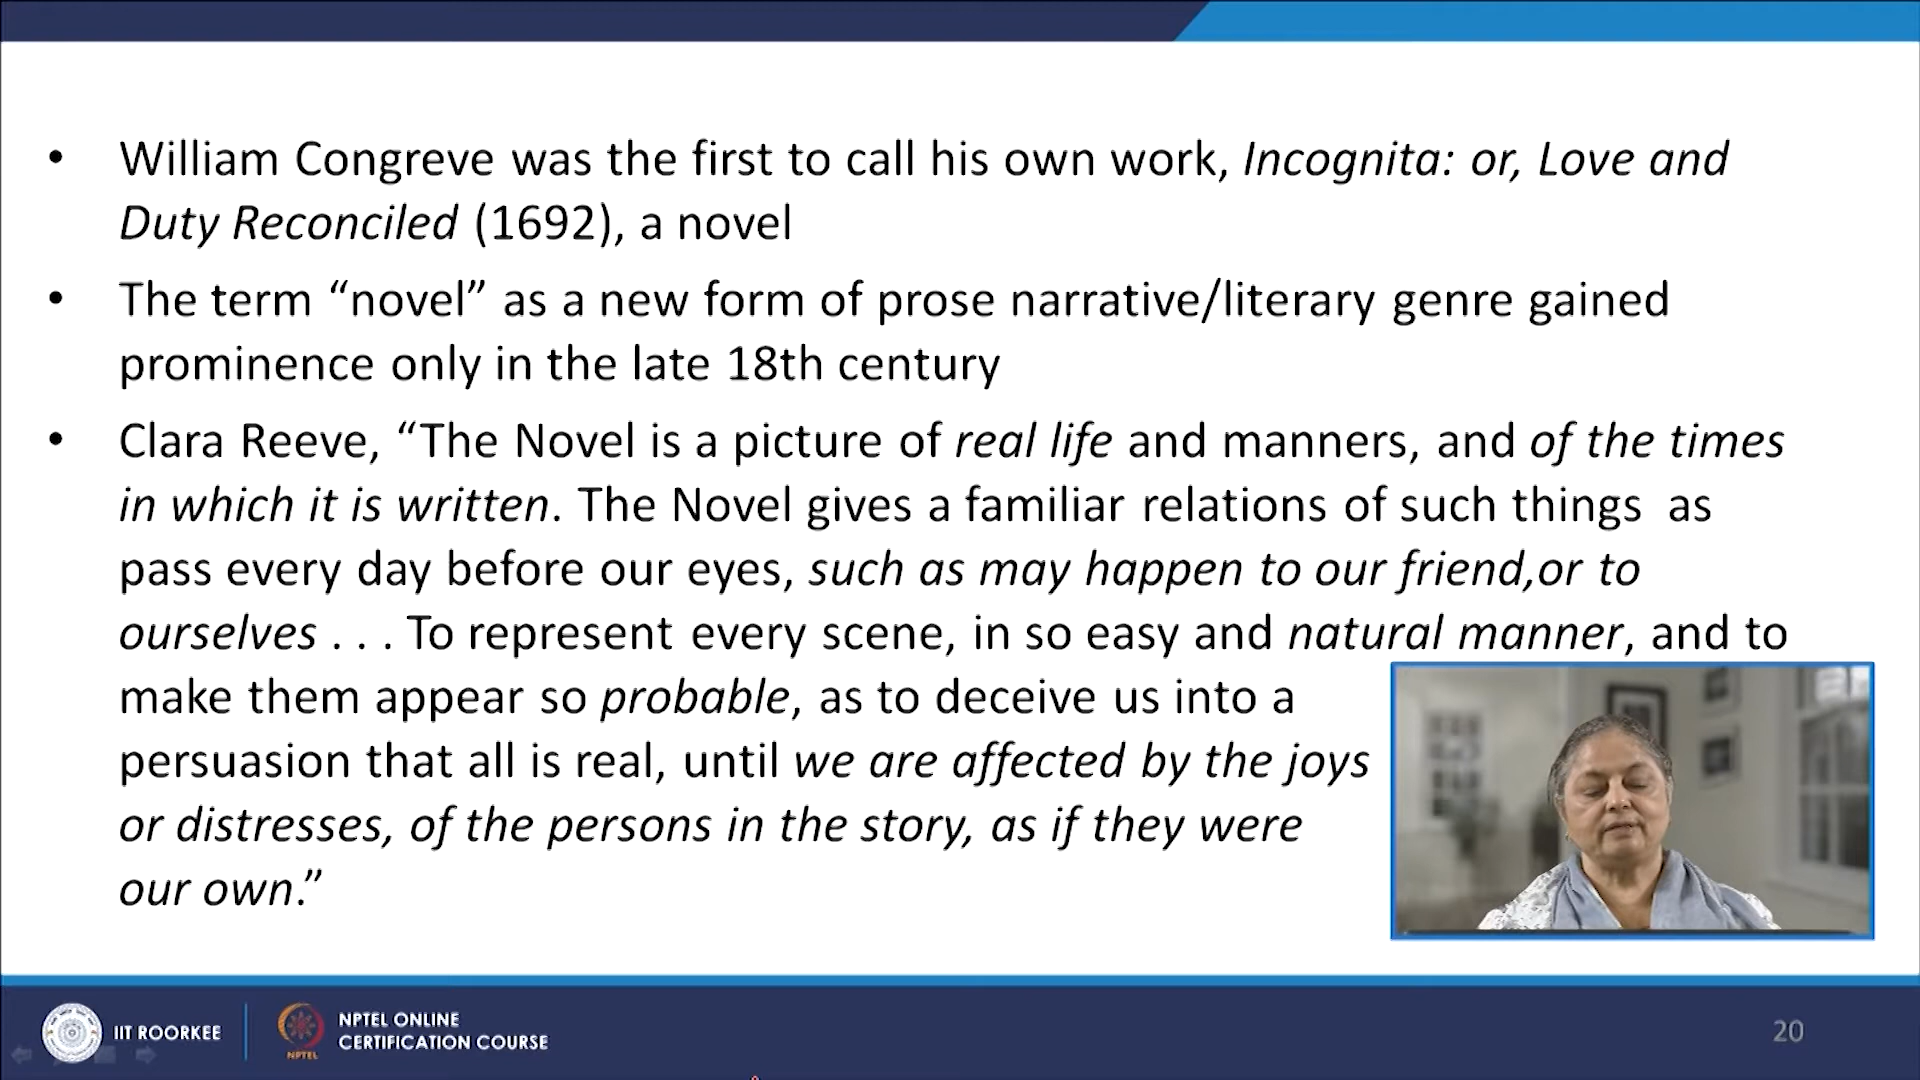 • William Congreve was the first to call his own work, Incognita: or, Love and
Duty Reconciled (1692), a novel
• The term “novel” as a new form of prose narrative/literary genre gained
prominence only in the late 18th century
• Clara Reeve, “The Novel is a picture of real life and manners, and of the times
in which it is written. The Novel gives a familiar relations of such things  as
pass every day before our eyes, such as may happen to our friend,or to
ourselves . . . To represent every scene, in so easy and natural manner, and to
make them appear so probable, as to deceive us into a
persuasion that all is real, until we are affected by the joys
or distresses, of the persons in the story, as if they were
our own.”
IIT ROORKEE
NPTEL
NPTEL ONLINE
CERTIFICATION COURSE
20